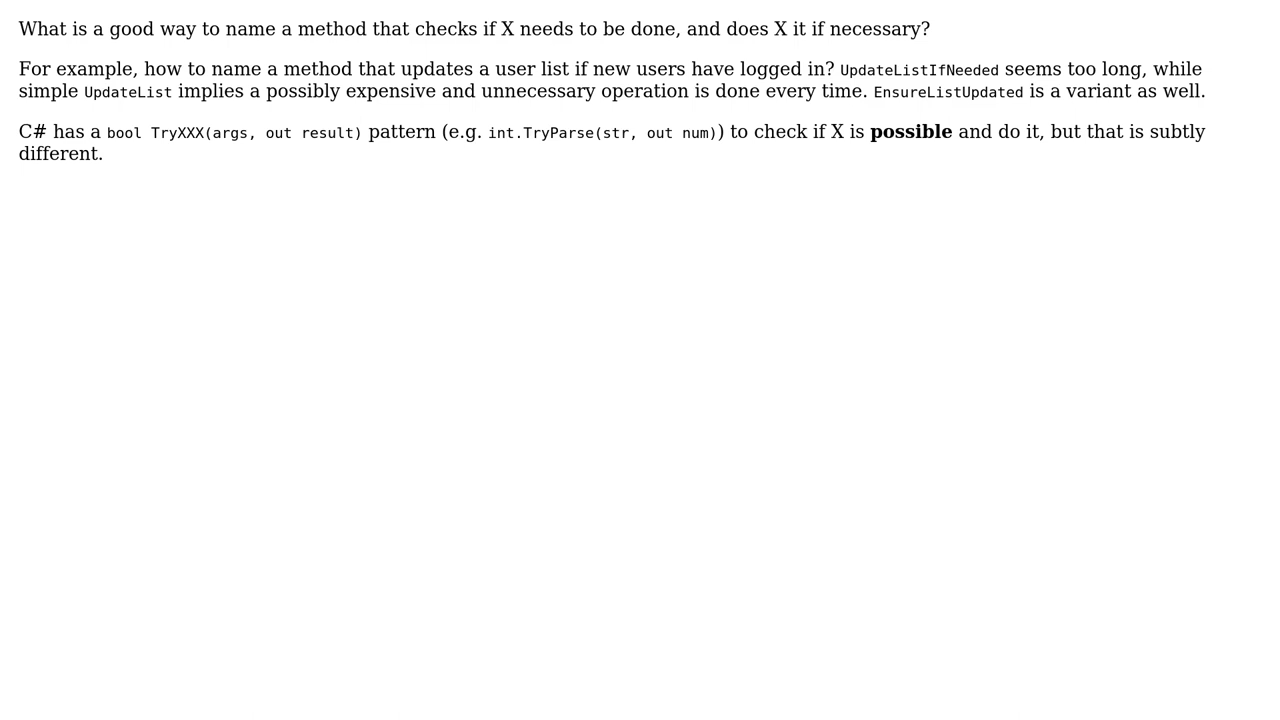 What is a good way to name a method that checks if X needs to be done, and does X it if necessary?
For example, how to name a method that updates a user list if new users have logged in? UpdateListIfNeeded seems too long, while
simple UpdateList implies a possibly expensive and unnecessary operation is done every time. EnsureListUpdated is a variant as well.
C# has a bool TryXXX(args, out result) pattern (e.g. int.TryParse(str, out num)) to check if X is possible and do it, but that is subtly
different.